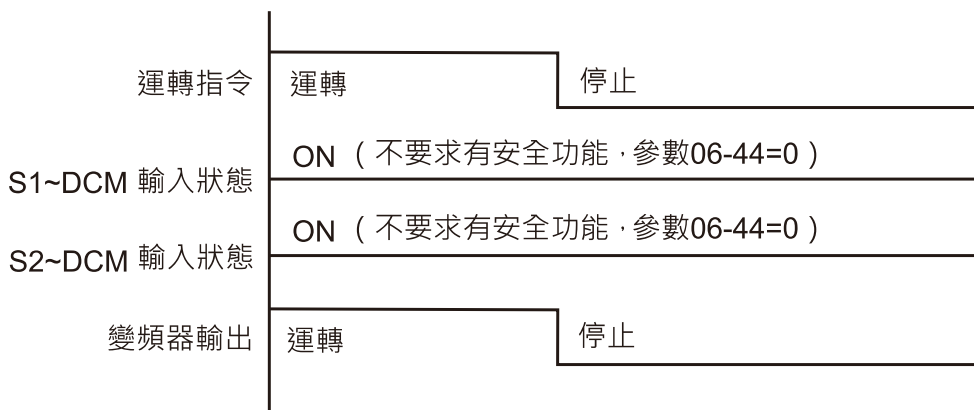 運轉指令 運轉 停止
ON （不要求有安全功能，參數06-44=0）
S1~DCM 輸入狀態
ON （不要求有安全功能，參數06-44=0）
S2~DCM 輸入狀態
變頻器輸出 運轉 停止